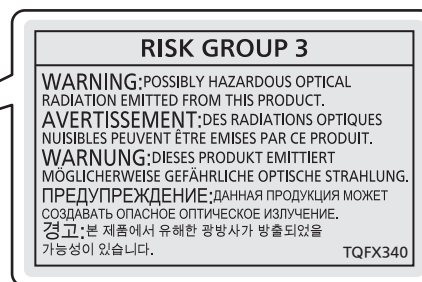 RISK GROUP 3
WARNING:POSSIBLY HAZARDOUS OPTICAL
RADIATION EMITTED FROM THIS PRODUCT.
AVERTISSEMENT:DES RADIATIONS OPTIQUES
NUISIBLES PEUVENT ÊTRE EMISES PAR CE PRODUIT.
WARNUNG:DIESES PRODUKT EMITTIERT
MÖGLICHERWEISE GEFÄHRLICHE OPTISCHE STRAHLUNG.
ПРЕДУПРЕЖДЕНИЕ:ДАННАЯ ПРОДУКЦИЯ МОЖЕТ
СОЗДАВАТЬ ОПАСНОЕ ОПТИЧЕСКОЕ ИЗЛУЧЕНИЕ.
경고:본 제품에서 유해한 광방사가 방출되었을
가능성이 있습니다.
TQFX340